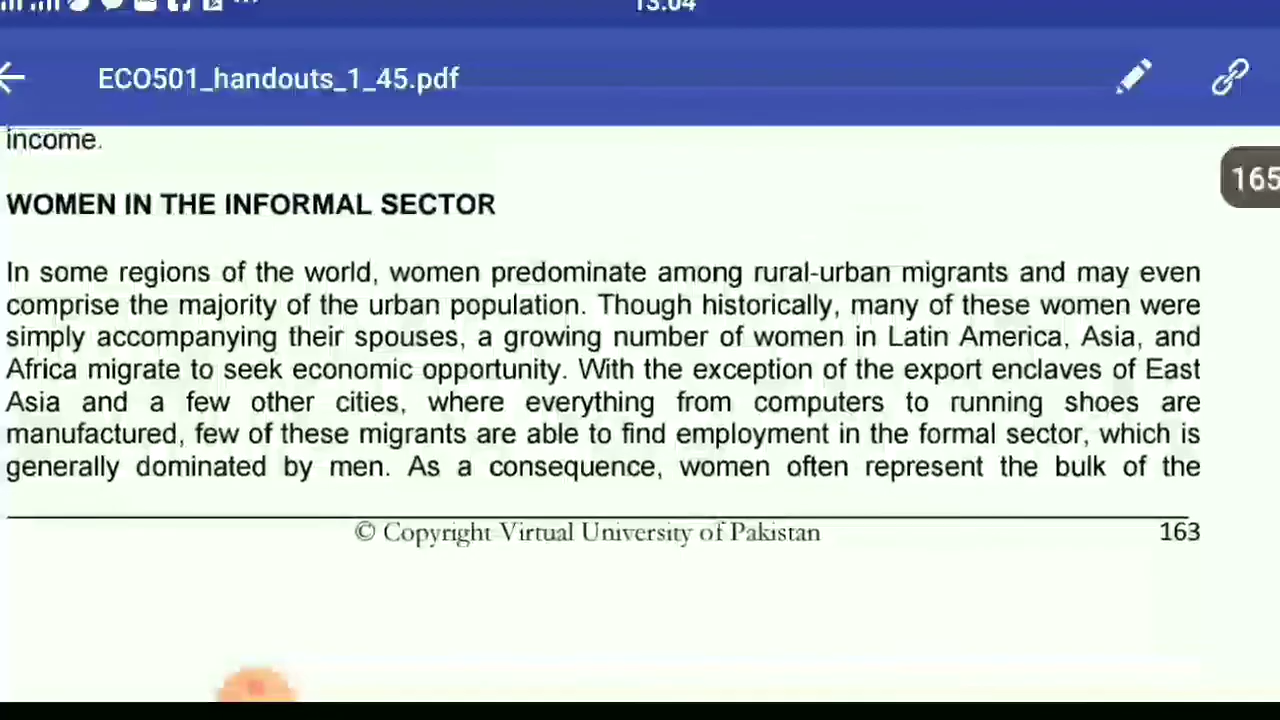 13:04
ECO501_handouts_1_45.pdf
income.
165
WOMEN IN THE INFORMAL SECTOR
In some regions of the world, women predominate among rural-urban migrants and may even
comprise the majority of the urban population. Though historically, many of these women were
simply accompanying their spouses, a growing number of women in Latin America, Asia, and
Africa migrate to seek economic opportunity. With the exception of the export enclaves of East
Asia and a few other cities, where everything from computers to running shoes are
manufactured, few of these migrants are able to find employment in the formal sector, which is
generally dominated by men. As a consequence, women often represent the bulk of the
© Copyright Virtual University of Pakistan 163